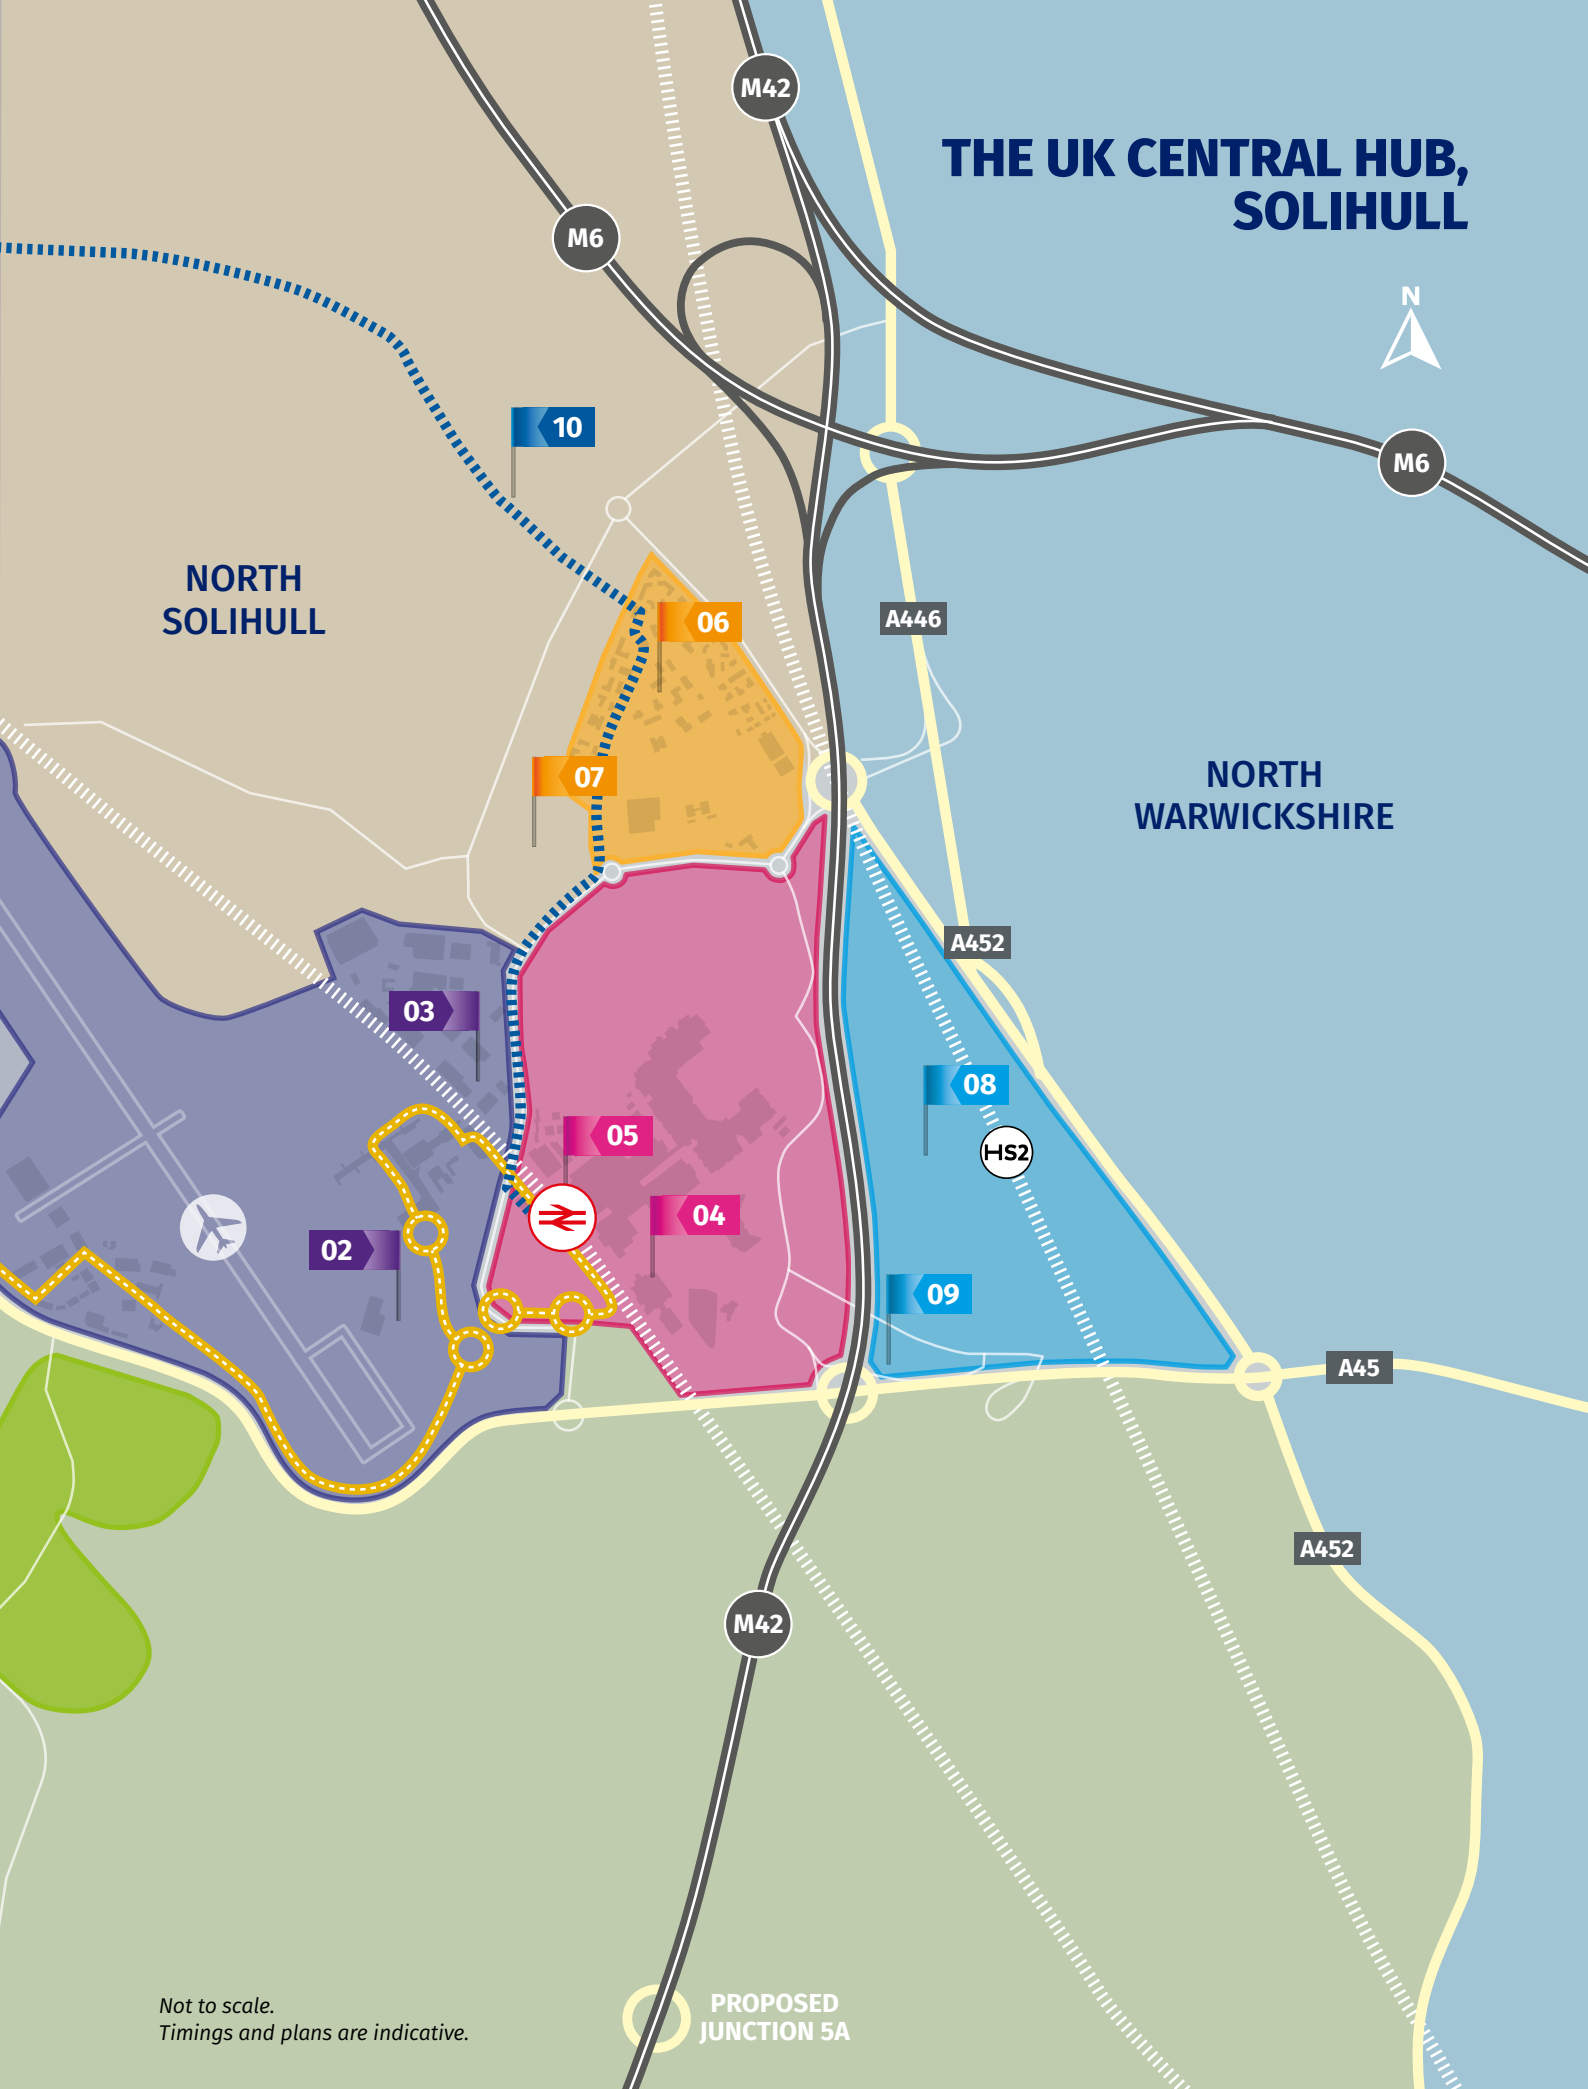 M42
THE UK CENTRAL HUB,
SOLIHULL
M6
N
10
M6
NORTH
SOLIHULL
06
A446
07
NORTH
WARWICKSHIRE
A452
03
08
05
HS2
04
02
09
A45
A452
M42
Not to scale.
Timings and plans are indicative.
PROPOSED
JUNCTION 5A